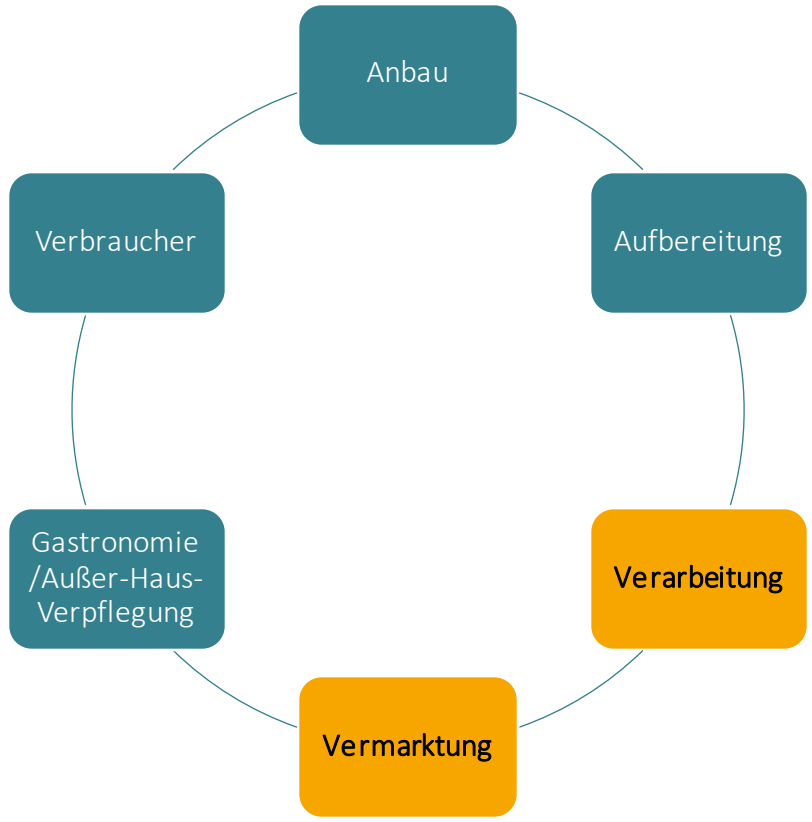 Anbau
Aufbereitung
Verarbeitung
Vermarktung
Gastronomie
/Außer-Haus-
Verpflegung
Verbraucher